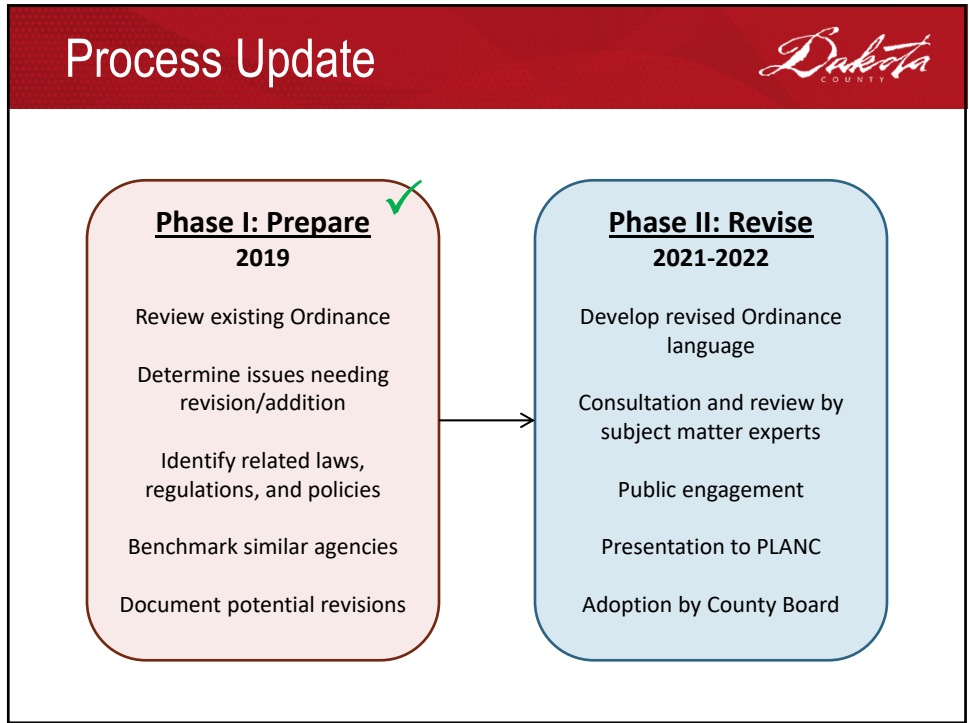 Process Update
Dakota
COUNTY
Phase I: Prepare
2019
Review existing Ordinance
Determine issues needing
revision/addition
Identify related laws,
regulations, and policies
Benchmark similar agencies
Document potential revisions
Phase II: Revise
2021-2022
Develop revised Ordinance
language
Consultation and review by
subject matter experts
Public engagement
Presentation to PLANC
Adoption by County Board